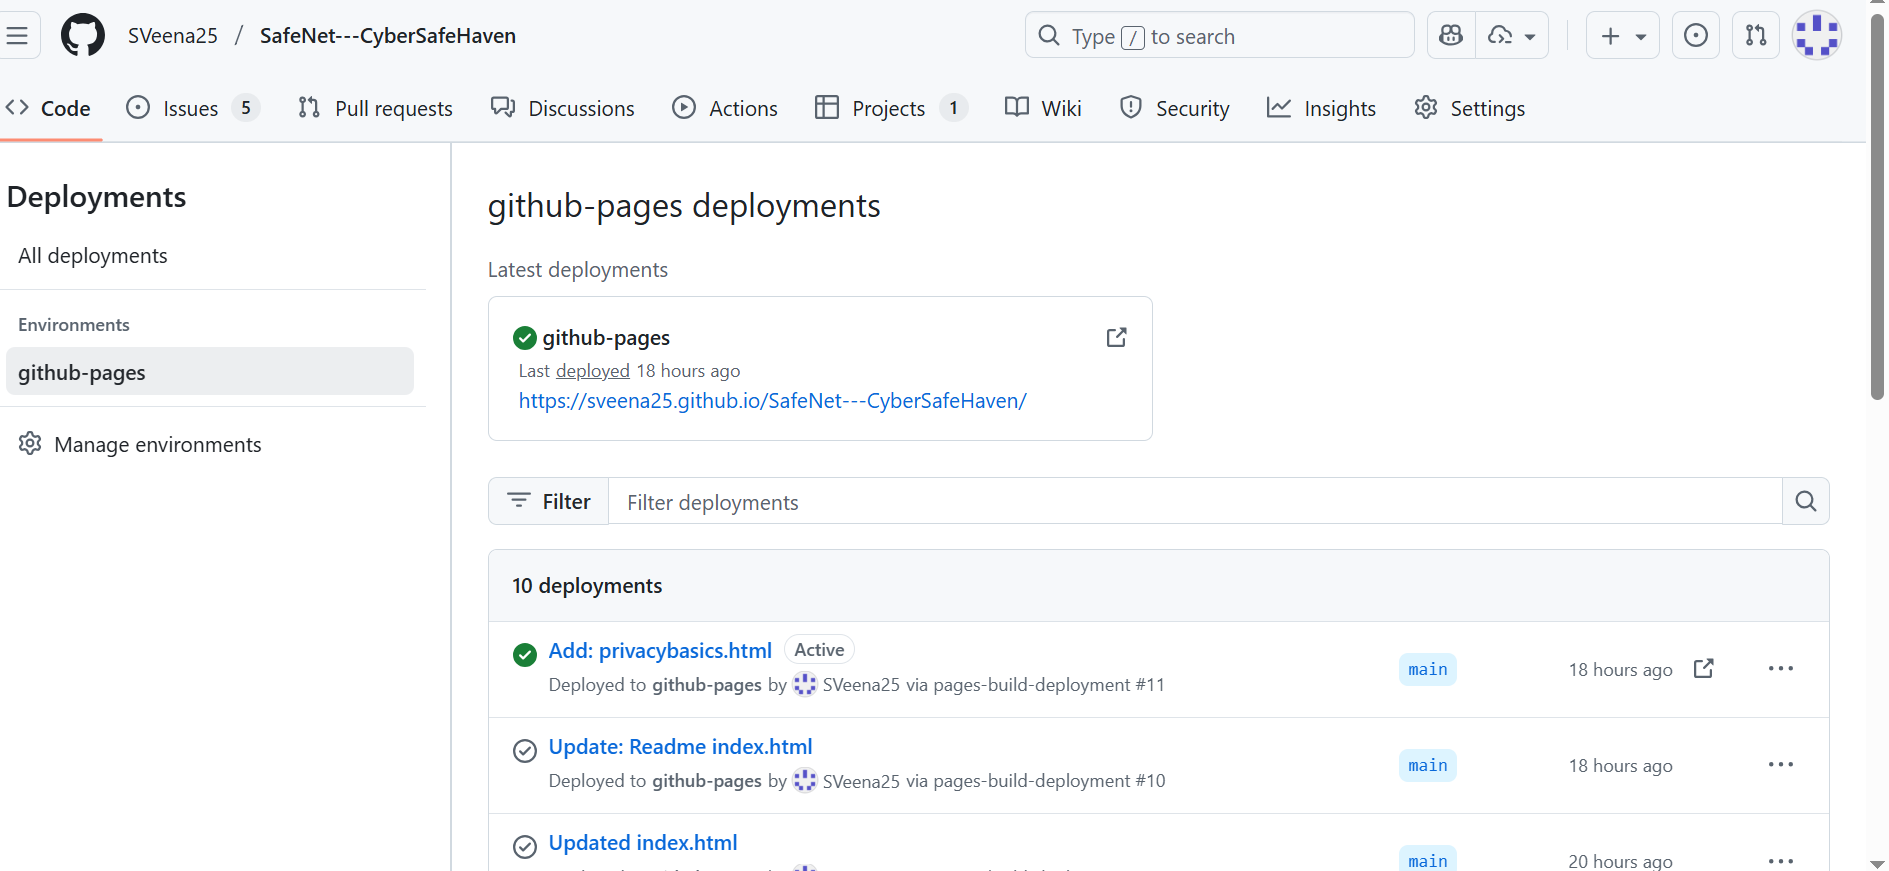 SVeena25 / SafeNet---CyberSafeHaven
Type / to search
Code
Issues 5
Pull requests
Discussions
Actions
Projects 1
Wiki
Security
Insights
Settings
Deployments
All deployments
Environments
github-pages
Manage environments
github-pages deployments
Latest deployments
github-pages
Last deployed 18 hours ago
https://sveena25.github.io/SafeNet---CyberSafeHaven/
Filter
Filter deployments
10 deployments
Add: privacybasics.html Active
Deployed to github-pages by SVeena25 via pages-build-deployment #11
main
18 hours ago
Update: Readme index.html
Deployed to github-pages by SVeena25 via pages-build-deployment #10
main
18 hours ago
Updated index.html
main
20 hours ago